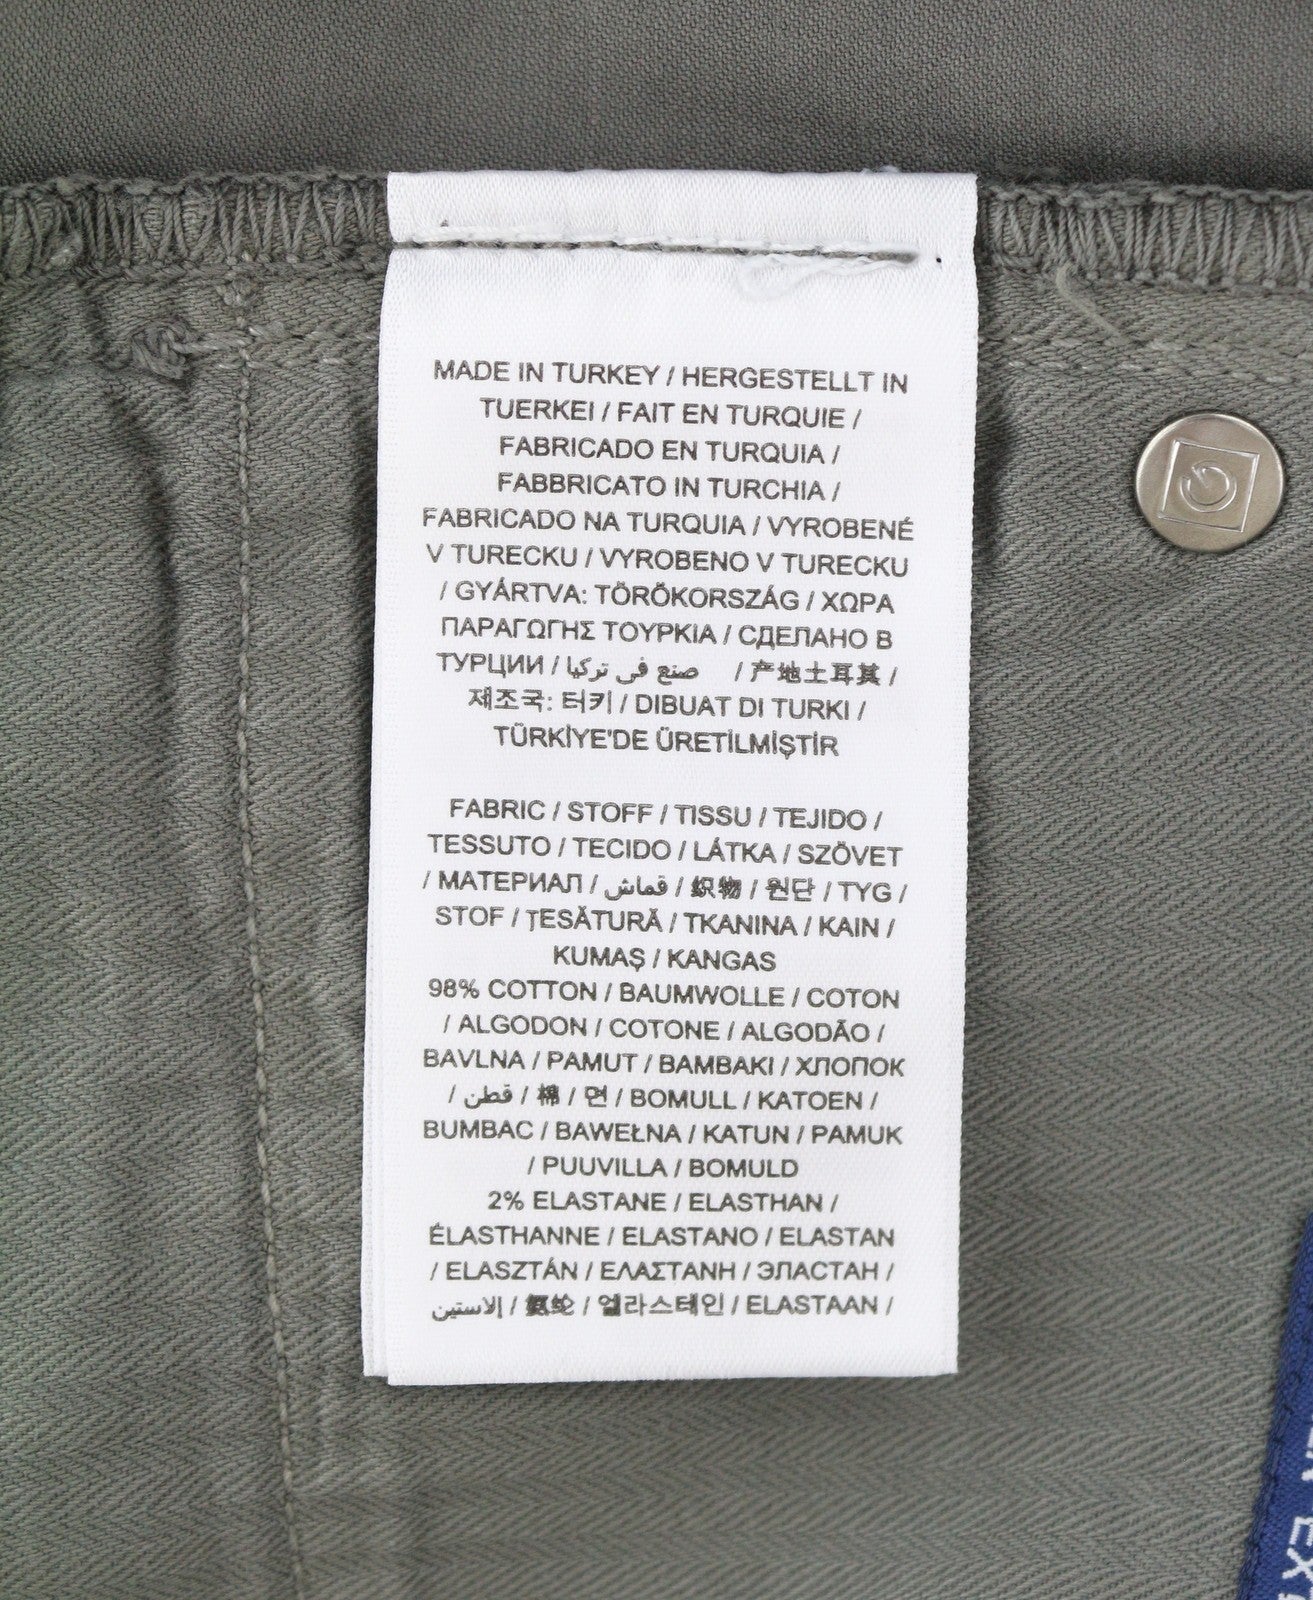 MADE IN TURKEY / HERGESTELLT IN
TUERKEI / FAIT EN TURQUIE /
FABRICADO EN TURQUIA /
FABBRICATO IN TURCHIA /
FABRICADO NA TURQUIA / VYROBENÉ
V TURECKU / VYROBENO V TURECKU
/ GYÁRTVA: TÖRÖKORSZÁG / ΧΩΡΑ
ΠΑΡΑΓΩΓΗΣ ΤΟΥΡΚΙΑ / СДЕЛАНО В
ТУРЦИИ / صنع في تركيا / 产地土耳其 /
제조국: 터키 / DIBUAT DI TURKI /
TÜRKİYE'DE ÜRETİLMİŞTİR
FABRIC / STOFF / TISSU / TEJIDO /
TESSUTO / TECIDO / LÁTKA / SZÖVET
/ МАТЕРИАЛ / قماش / 织物 / 원단 / TYG /
STOF / ȚESĂTURĂ / TKANINA / KAIN /
KUMAŞ / KANGAS
98% COTTON / BAUMWOLLE / COTON
/ ALGODON / COTONE / ALGODÃO /
BAVLNA / PAMUT / BAMBAKI / ХЛОПОК
/ قطن / 棉 / 면 / BOMULL / KATOEN /
BUMBAC / BAWEŁNA / KATUN / PAMUK
/ PUUVILLA / BOMULD
2% ELASTANE / ELASTHAN /
ÉLASTHANNE / ELASTANO / ELASTAN
/ ELASZTÁN / ΕΛΑΣΤΑΝΗ / ЭЛАСТАН /
إلاستين / 氨纶 / 엘라스테인 / ELASTAAN /